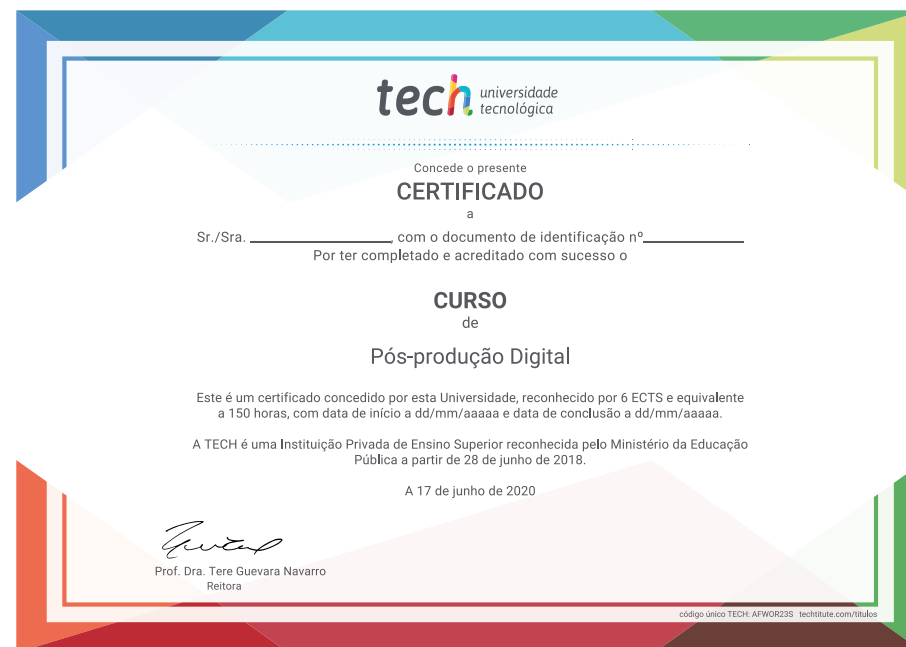 tech universidade
tecnológica
Concede o presente
CERTIFICADO
a
Sr./Sra. ________________, com o documento de identificação nº____________
Por ter completado e acreditado com sucesso o
CURSO
de
Pós-produção Digital
Este é um certificado concedido por esta Universidade, reconhecido por 6 ECTS e equivalente
a 150 horas, com data de início a dd/mm/aaaaa e data de conclusão a dd/mm/aaaaa.
A TECH é uma Instituição Privada de Ensino Superior reconhecida pelo Ministério da Educação
Pública a partir de 28 de junho de 2018.
A 17 de junho de 2020
Prof. Dra. Tere Guevara Navarro
Reitora
código único TECH: AFWOR23S techtitute.com/titulos